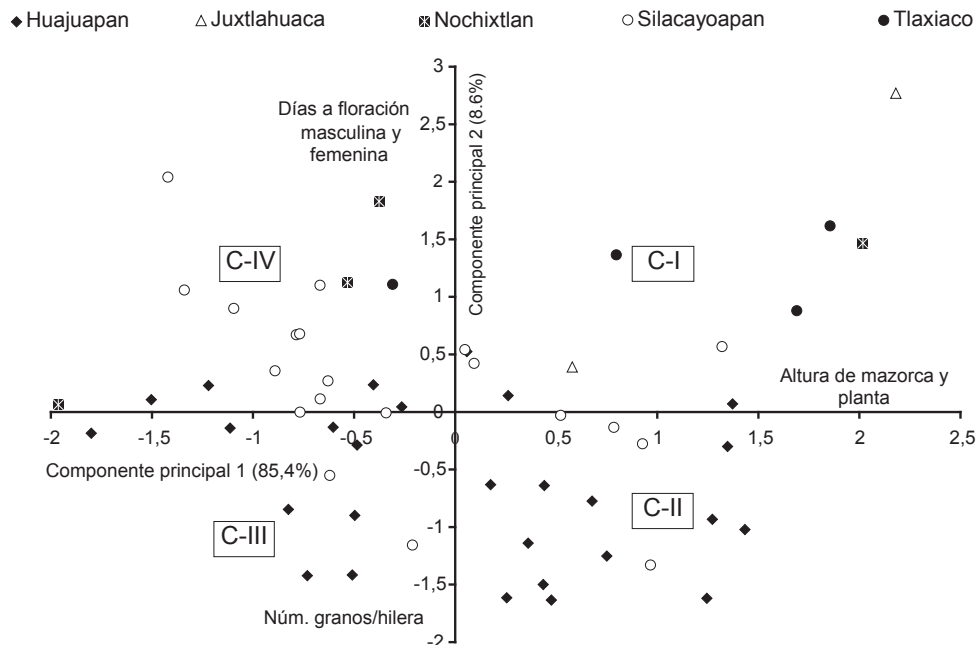 Huajuapan Juxtlahuaca Nochixtlan Silacayoapan Tlaxiaco
3
Días a floración
masculina y
femenina
Componente principal 2 (8.6%)
2,5
2
1,5
C-IV
C-I
1
0,5
Altura de mazorca y
planta
0
-2 -1,5 -1 -0.5 0 0,5 1 1,5 2 2,5
Componente principal 1 (85,4%)
-0,5
C-II
C-III
-1
-1,5
Núm. granos/hilera
-2